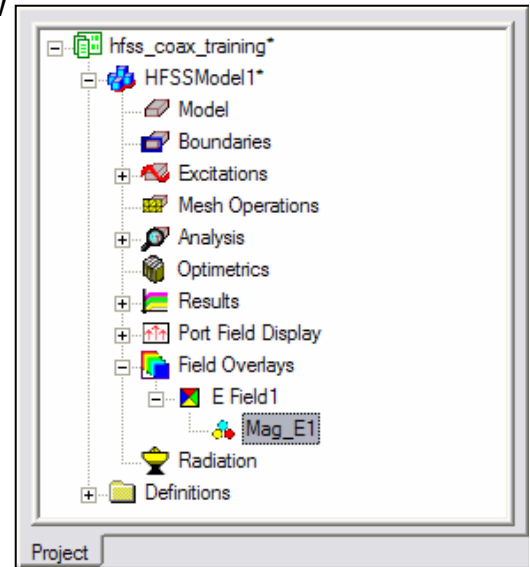 hfss_coax_training*
HFSSModel1*
Model
Boundaries
Excitations
Mesh Operations
Analysis
Optimetrics
Results
Port Field Display
Field Overlays
E Field1
Mag_E1
Radiation
Definitions
Project